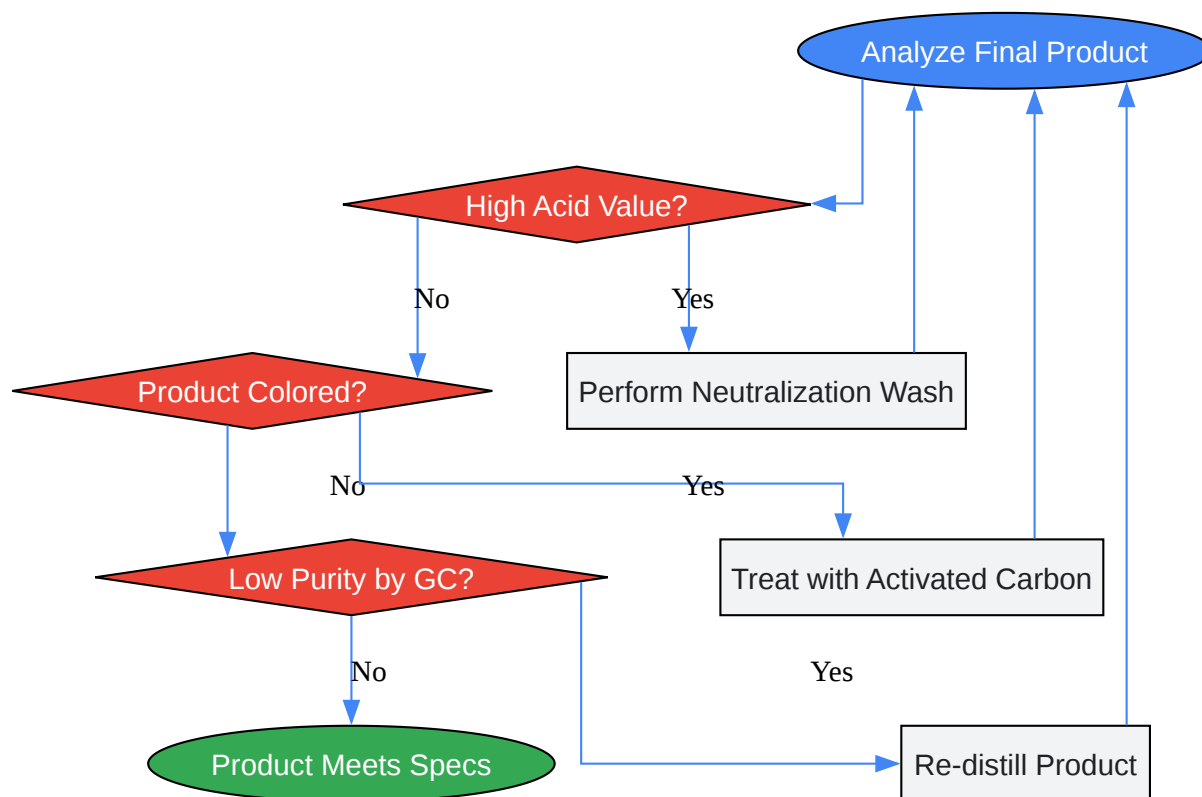 Analyze Final Product
High Acid Value?
No
Yes
Product Colored?
Perform Neutralization Wash
No
Yes
Low Purity by GC?
Treat with Activated Carbon
No
Yes
Product Meets Specs
Re-distill Product